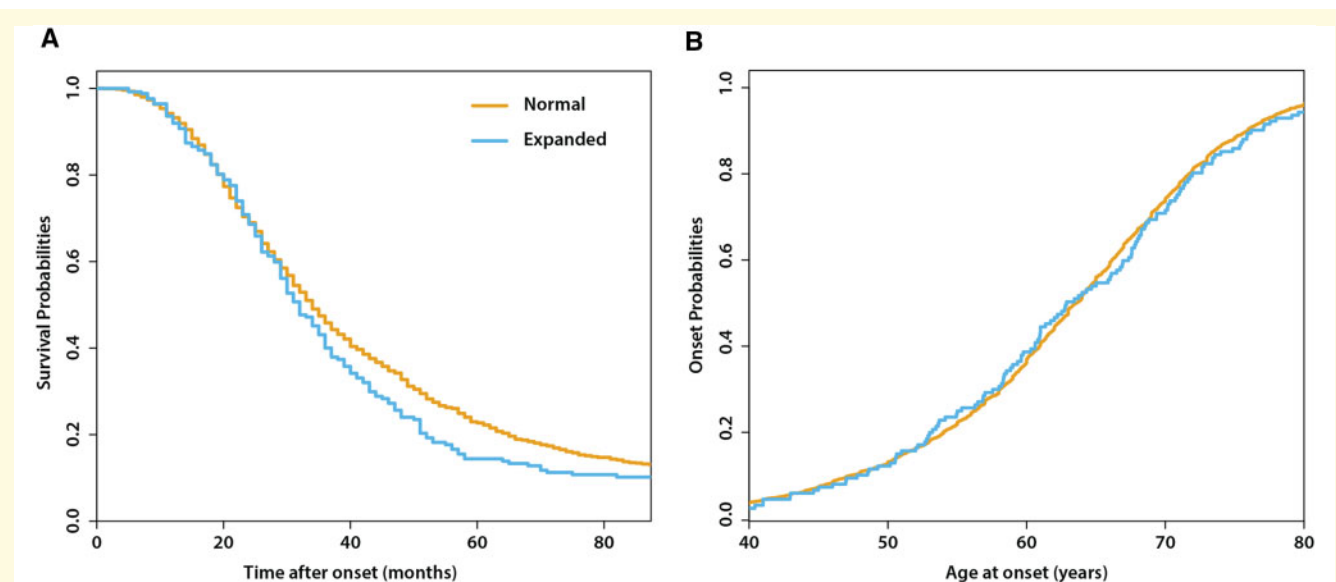 A
Survival Probabilities
1.0
0.8
0.6
0.4
0.2
0.0
Normal
Expanded
0 20 40 60 80
Time after onset (months)
B
Onset Probabilities
1.0
0.8
0.6
0.4
0.2
0.0
40 50 60 70 80
Age at onset (years)